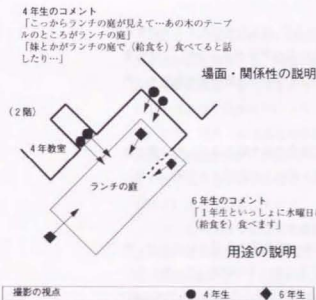 4年生のコメント
「こっからランチの庭が見えて…あの木のテーブ
ルのところがランチの庭」
「妹とかがランチの庭で（給食を）食べてると話
したり…」
場面・関係性の説明
（2階）
4年教室
ランチの庭
6年生のコメント
「1年生といっしょに水曜日に
（給食を）食べます」
用途の説明
撮影の視点
4年生
6年生